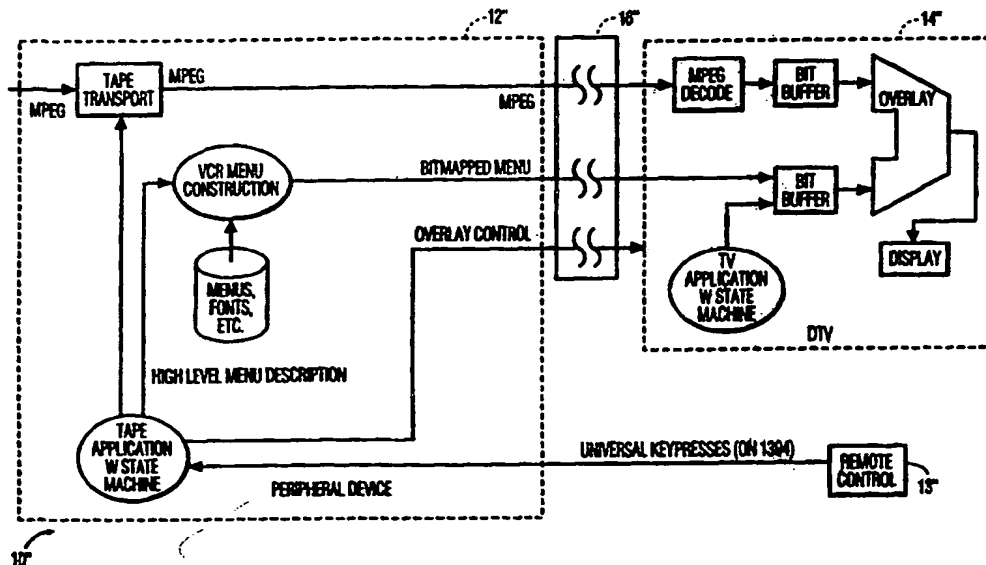 12'''
16'''
14'''
TAPE
TRANSPORT
MPEG
MPEG
MPEG
MPEG
DECODE
BIT
BUFFER
OVERLAY
VCR MENU
CONSTRUCTION
BITMAPPED MENU
BIT
BUFFER
OVERLAY CONTROL
MENUS,
FONTS,
ETC.
TV
APPLICATION
W STATE
MACHINE
DISPLAY
DTV
HIGH LEVEL MENU DESCRIPTION
TAPE
APPLICATION
W STATE
MACHINE
UNIVERSAL KEYPRESSES (ON 1394)
REMOTE
CONTROL
13'''
PERIPHERAL DEVICE
10'''